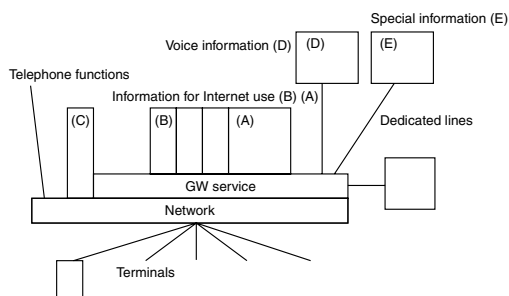 Special information (E)
Voice information (D)
(D)
(E)
Telephone functions
Information for Internet use (B) (A)
(C)
(B)
(A)
Dedicated lines
GW service
Network
Terminals